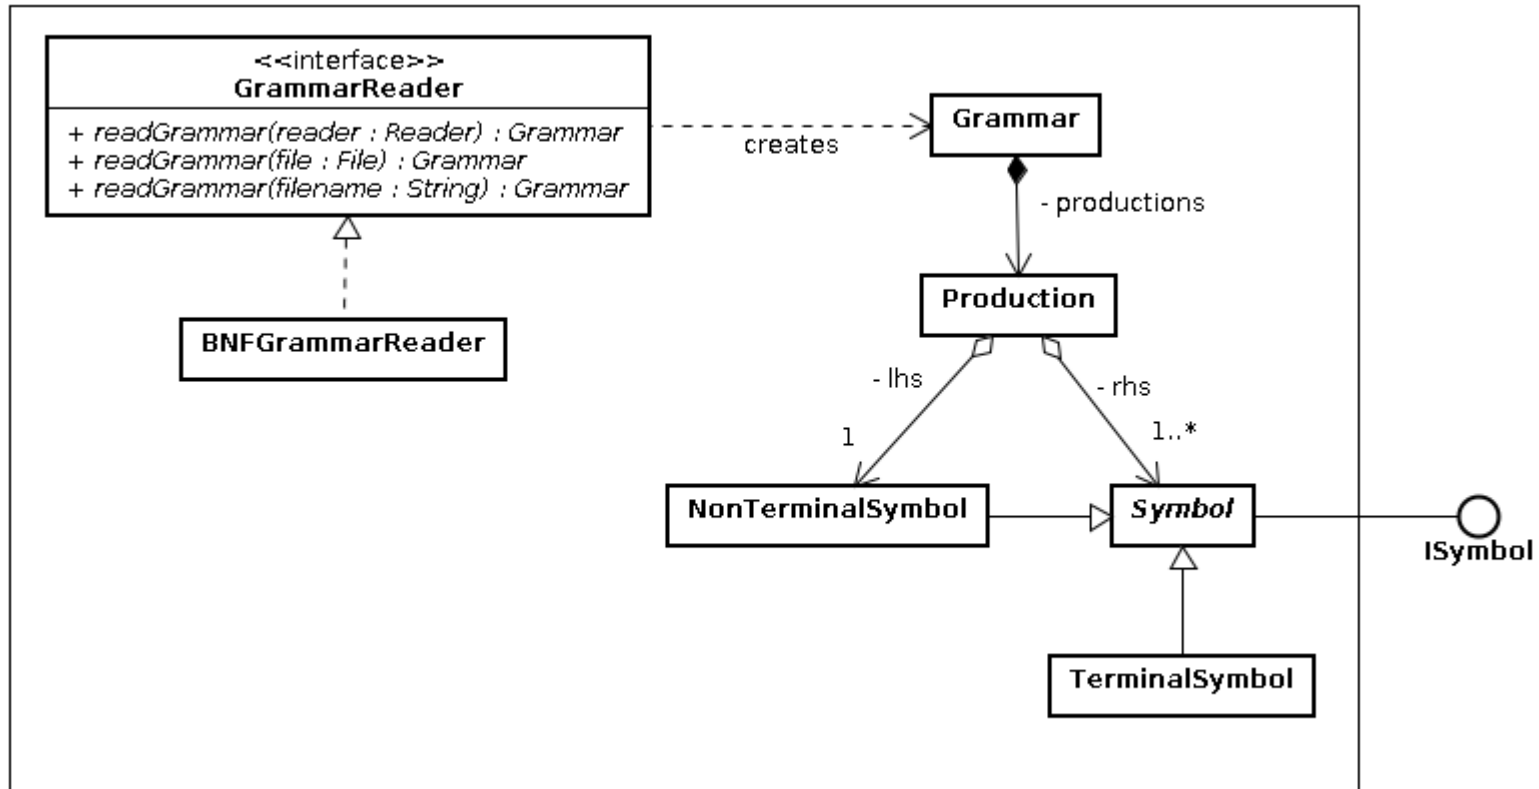 <<interface>>
GrammarReader
+ readGrammar(reader : Reader) : Grammar
+ readGrammar(file : File) : Grammar
+ readGrammar(filename : String) : Grammar
creates
Grammar
- productions
Production
BNFGrammarReader
- lhs
- rhs
1
1..*
NonTerminalSymbol
Symbol
ISymbol
TerminalSymbol